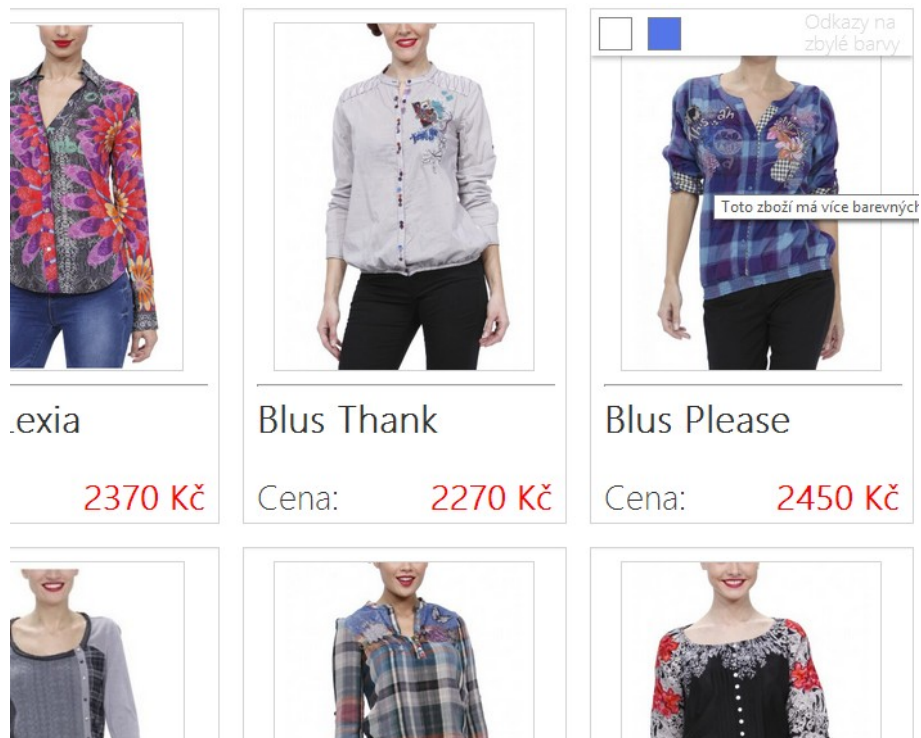 Odkazy na
zbylé barvy
Toto zboží má více barevných
Lexia
Blus Thank
Blus Please
2370 Kč
Cena: 2270 Kč
Cena: 2450 Kč